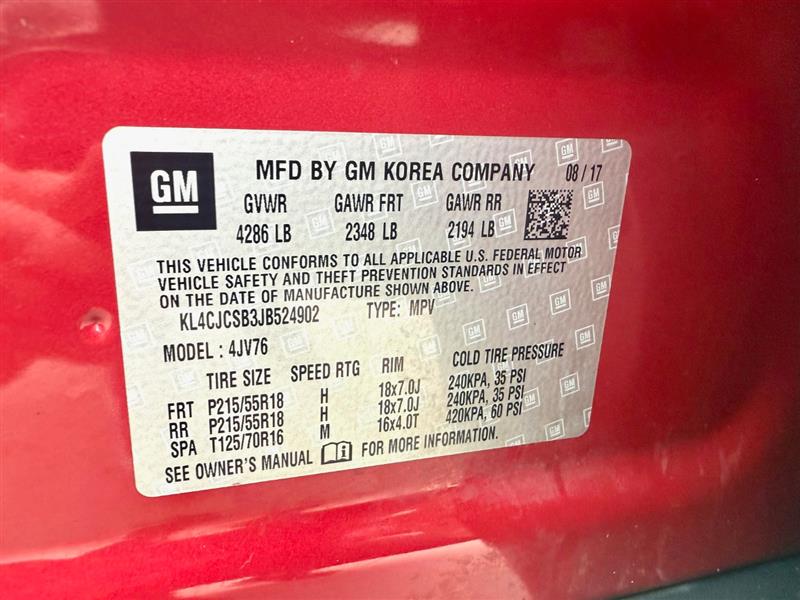 GM MFD BY GM KOREA COMPANY 08 / 17
GVWR GAWR FRT GAWR RR
4286 LB 2348 LB 2194 LB
THIS VEHICLE CONFORMS TO ALL APPLICABLE U.S. FEDERAL MOTOR
VEHICLE SAFETY AND THEFT PREVENTION STANDARDS IN EFFECT
ON THE DATE OF MANUFACTURE SHOWN ABOVE.
KL4CJCSB3JB524902 TYPE: MPV
MODEL : 4JV76
TIRE SIZE SPEED RTG RIM COLD TIRE PRESSURE
FRT P215/55R18 H 18x7.0J 240KPA, 35 PSI
RR P215/55R18 H 18x7.0J 240KPA, 35 PSI
SPA T125/70R16 M 16x4.0T 420KPA, 60 PSI
SEE OWNER'S MANUAL FOR MORE INFORMATION.